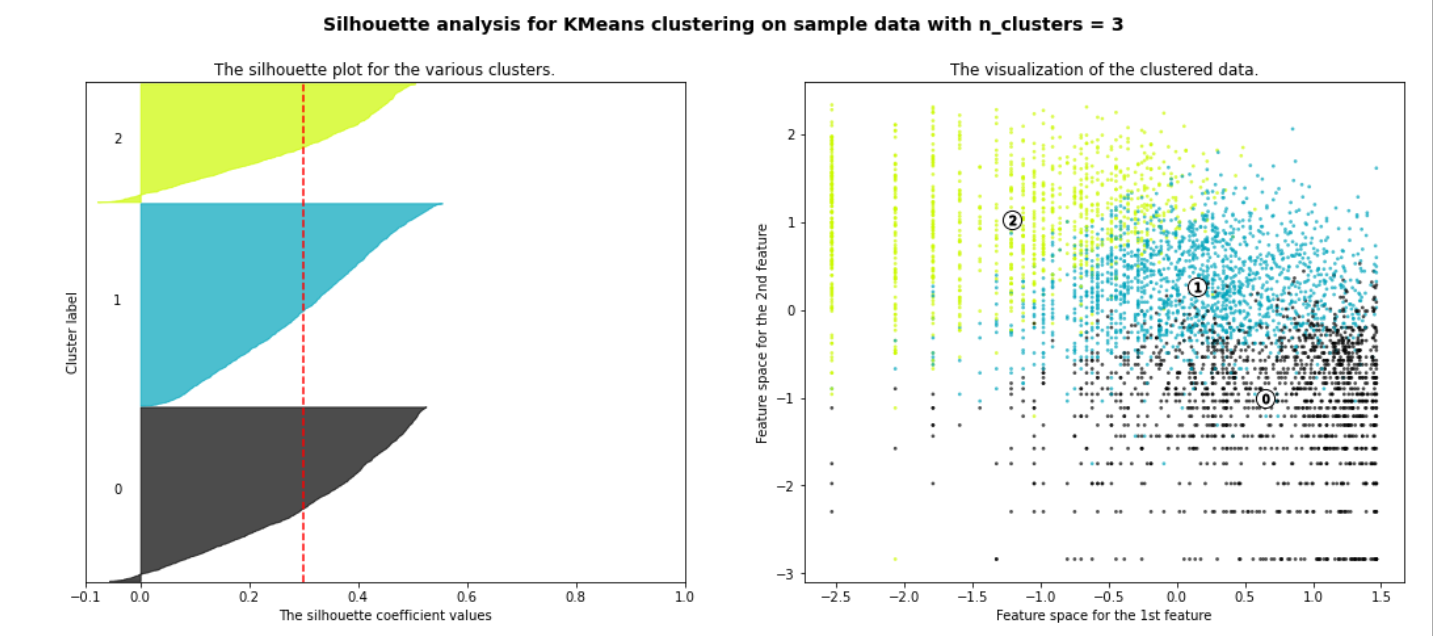 Silhouette analysis for KMeans clustering on sample data with n_clusters = 3
The silhouette plot for the various clusters.
Cluster label
2
1
0
−0.1 0.0 0.2 0.4 0.6 0.8 1.0
The silhouette coefficient values
The visualization of the clustered data.
Feature space for the 2nd feature
2
1
0
−1
−2
−3
2
1
0
−2.5 −2.0 −1.5 −1.0 −0.5 0.0 0.5 1.0 1.5
Feature space for the 1st feature